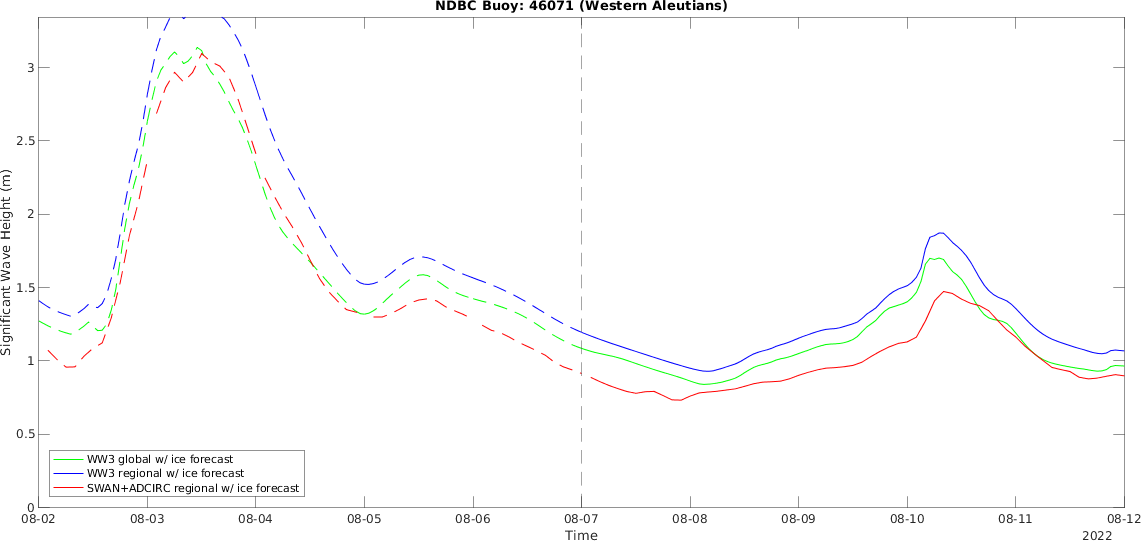 NDBC Buoy: 46071 (Western Aleutians)
Significant Wave Height (m)
3
2.5
2
1.5
1
0.5
0
WW3 global w/ ice forecast
WW3 regional w/ ice forecast
SWAN+ADCIRC regional w/ ice forecast
08-02 08-03 08-04 08-05 08-06 08-07 08-08 08-09 08-10 08-11 08-12
Time
2022